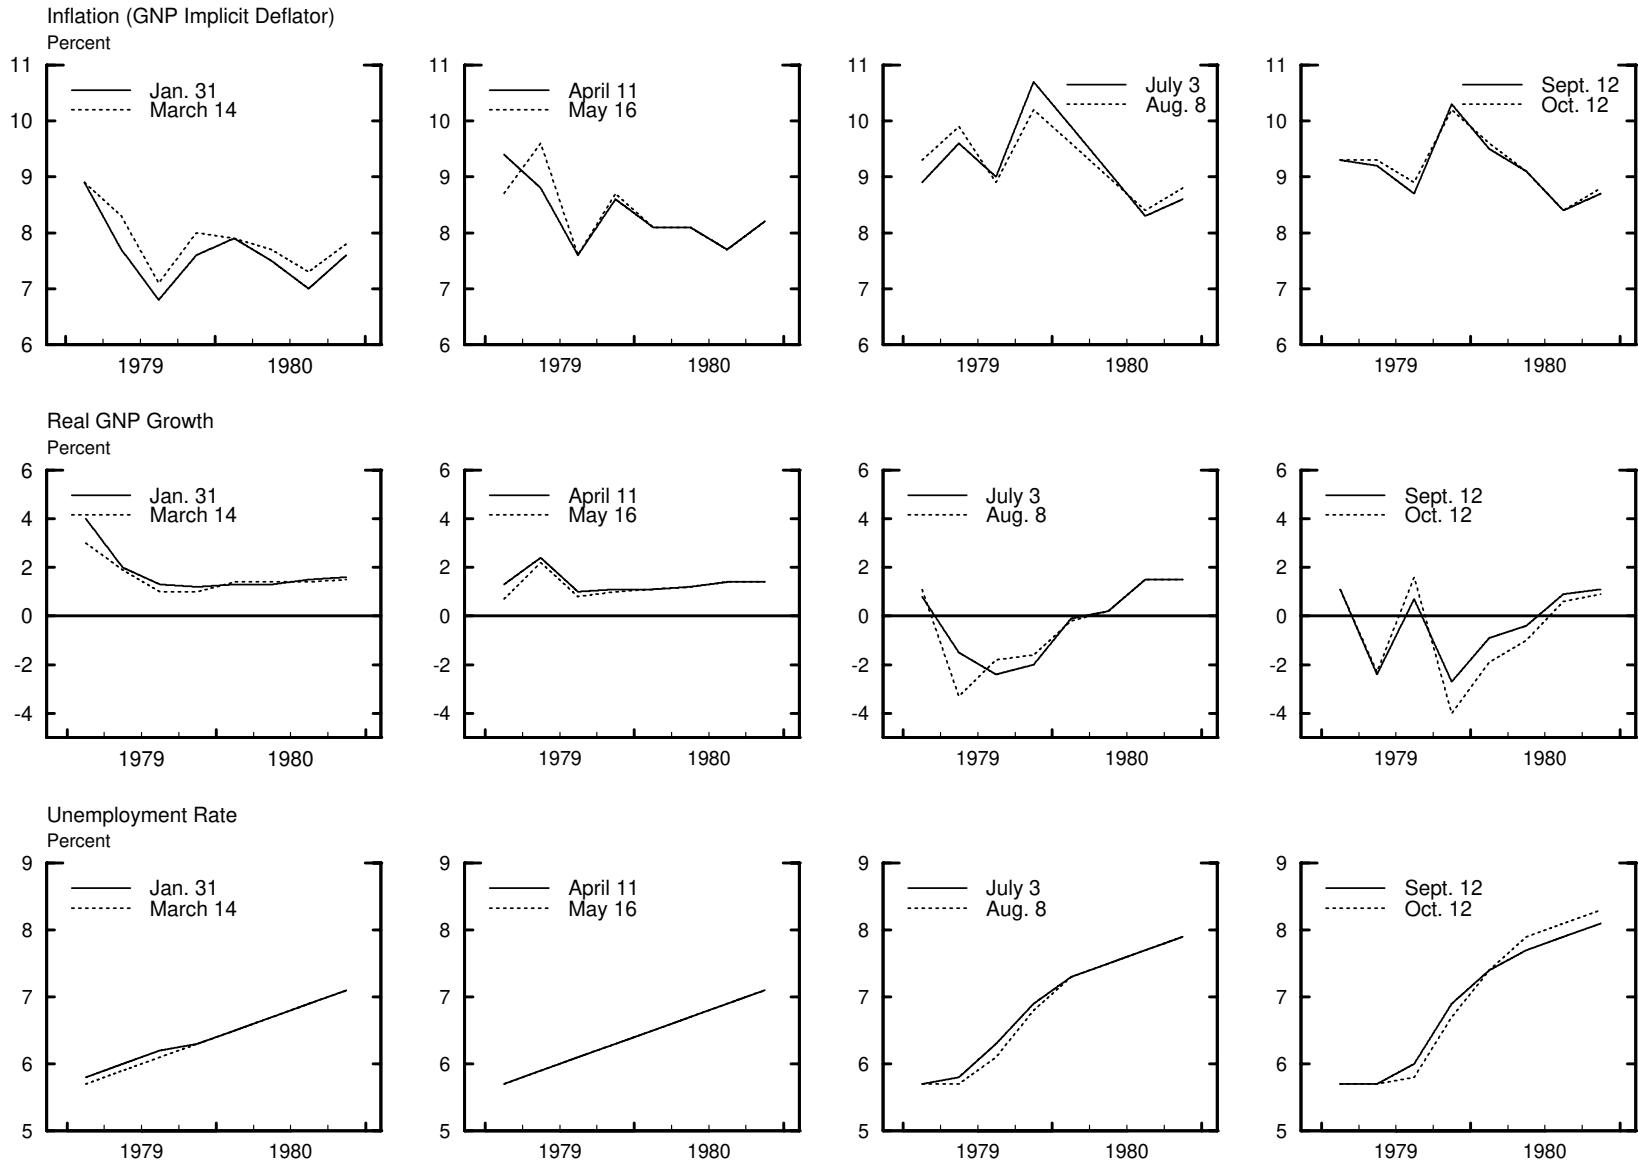 Inflation (GNP Implicit Deflator)
Percent
11
10
9
8
7
6
Jan. 31
March 14
1979 1980
11
10
9
8
7
6
April 11
May 16
1979 1980
11
10
9
8
7
6
July 3
Aug. 8
1979 1980
11
10
9
8
7
6
Sept. 12
Oct. 12
1979 1980
Real GNP Growth
Percent
6
4
2
0
-2
-4
Jan. 31
March 14
1979 1980
6
4
2
0
-2
-4
April 11
May 16
1979 1980
6
4
2
0
-2
-4
July 3
Aug. 8
1979 1980
6
4
2
0
-2
-4
Sept. 12
Oct. 12
1979 1980
Unemployment Rate
Percent
9
8
7
6
5
Jan. 31
March 14
1979 1980
9
8
7
6
5
April 11
May 16
1979 1980
9
8
7
6
5
July 3
Aug. 8
1979 1980
9
8
7
6
5
Sept. 12
Oct. 12
1979 1980